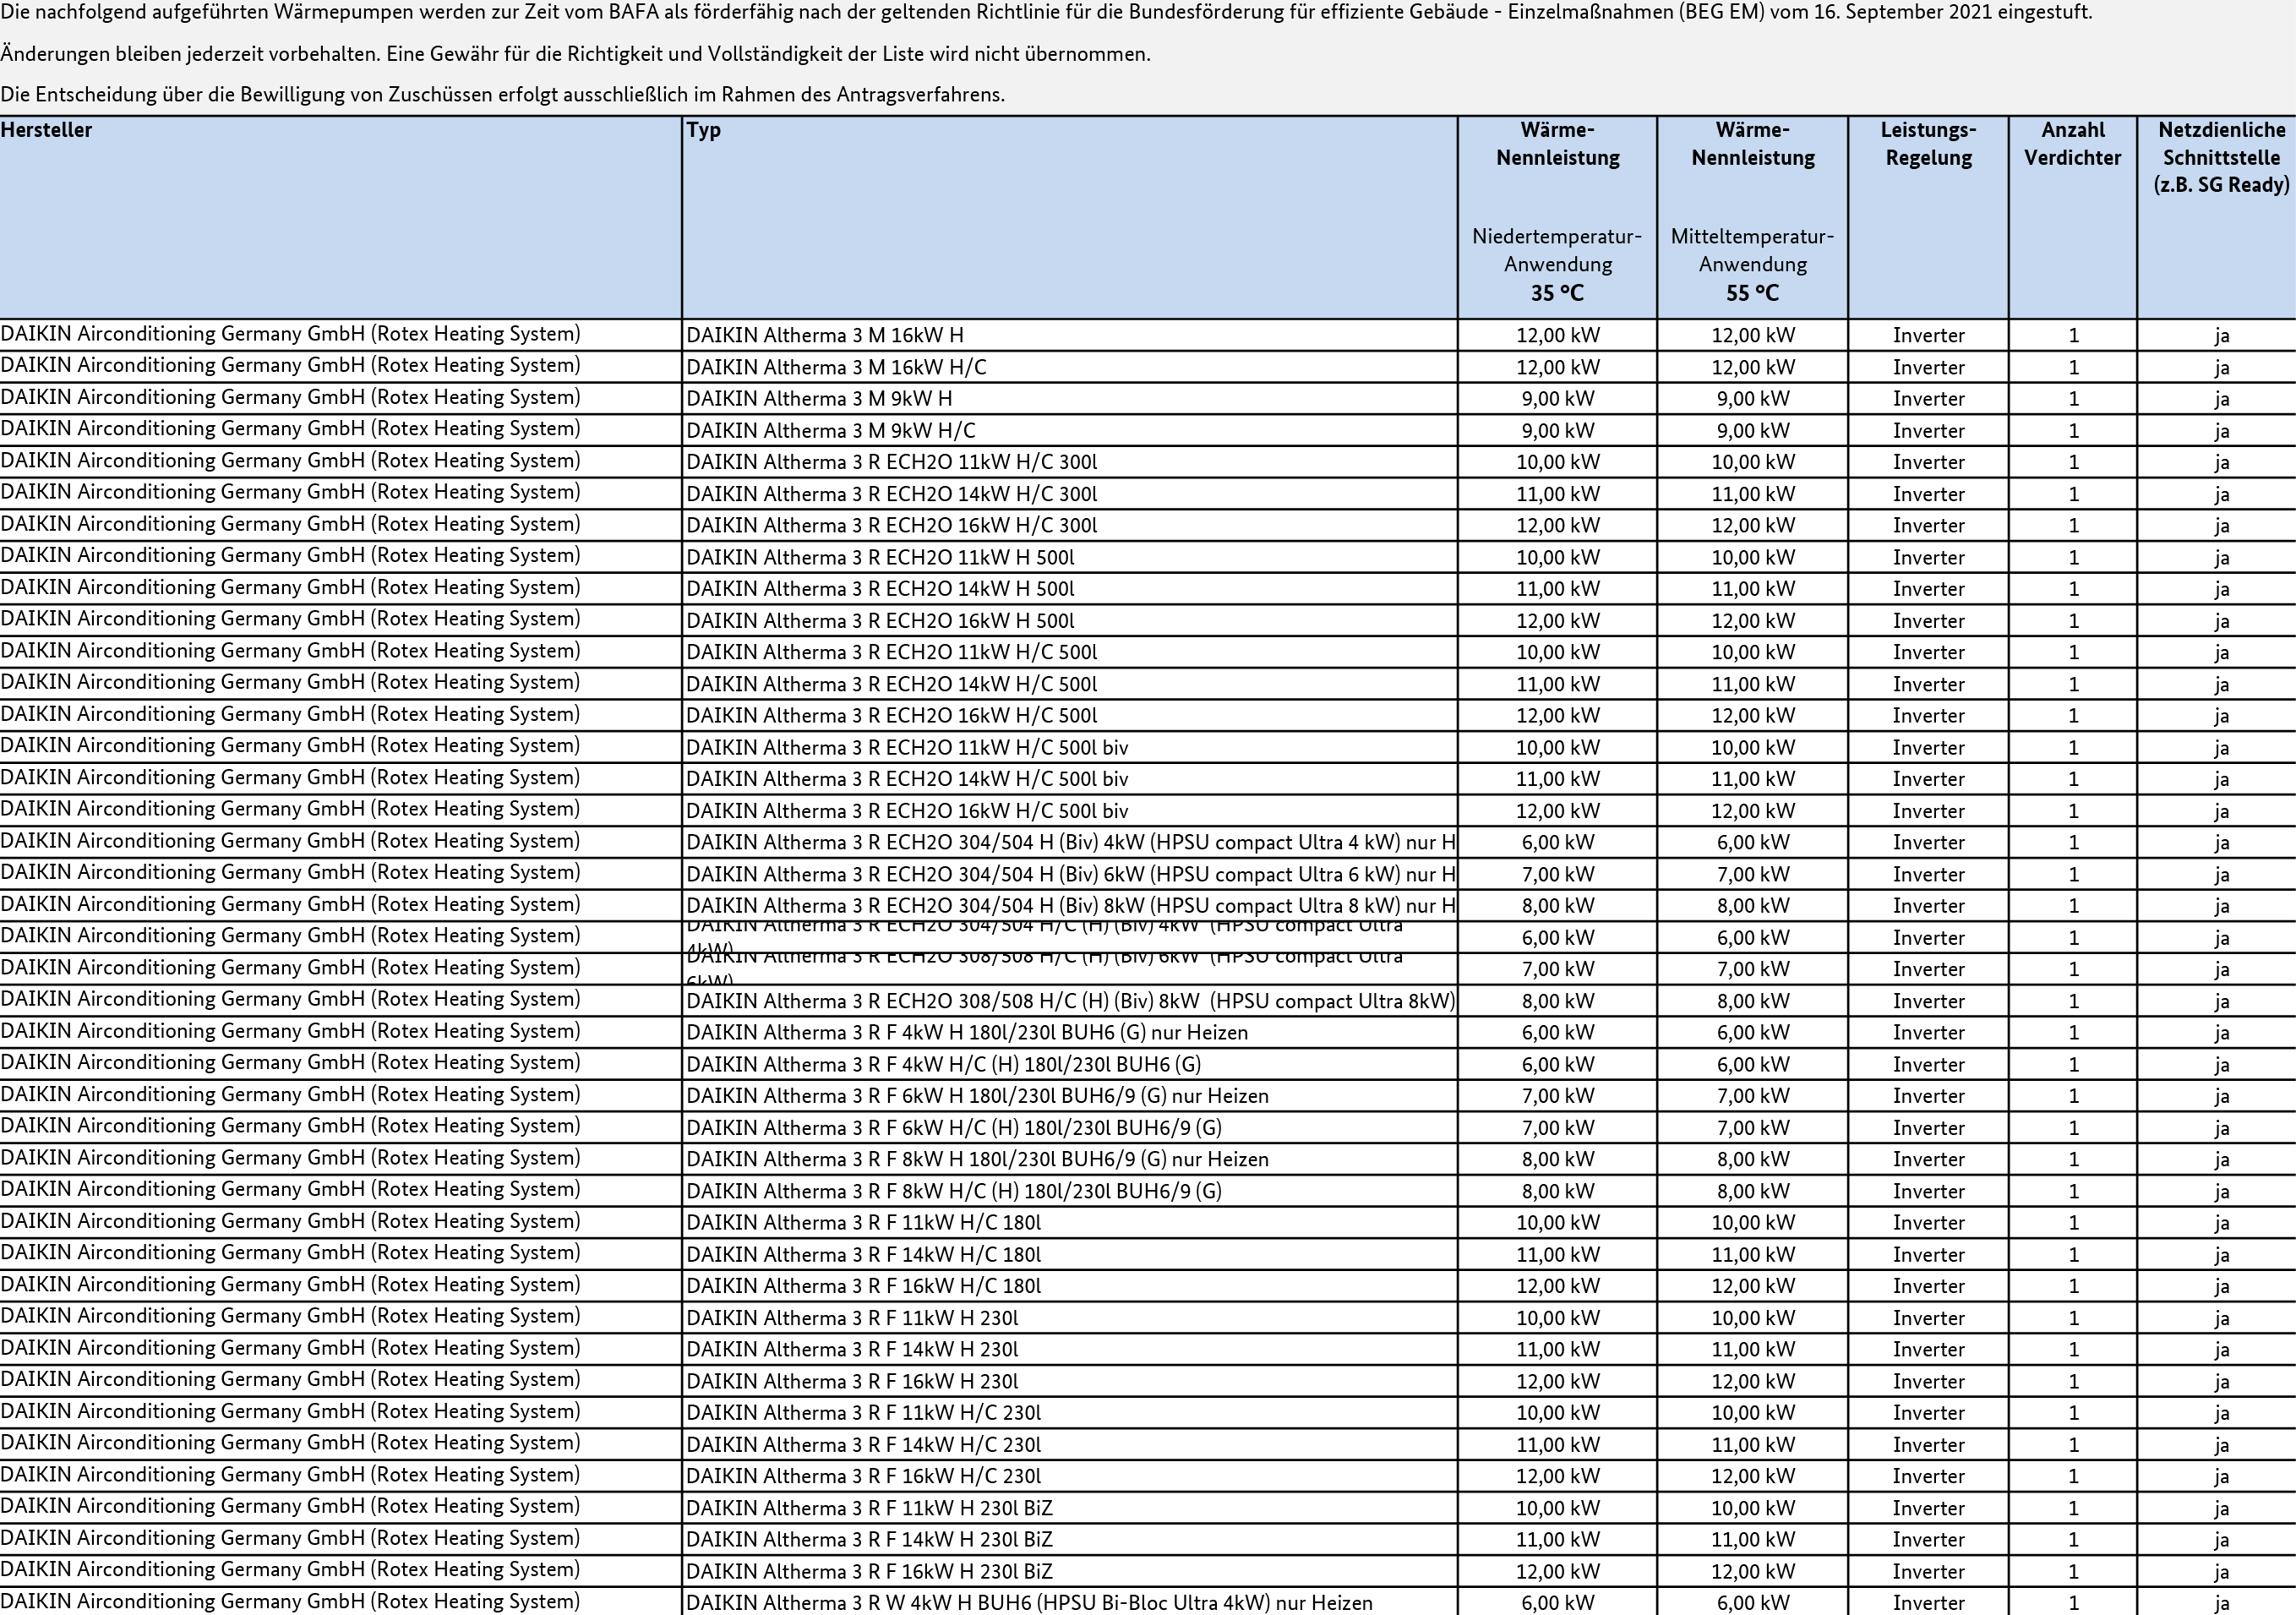 Die nachfolgend aufgeführten Wärmepumpen werden zur Zeit vom BAFA als förderfähig nach der geltenden Richtlinie für die Bundesförderung für effiziente Gebäude - Einzelmaßnahmen (BEG EM) vom 16. September 2021 eingestuft.
Änderungen bleiben jederzeit vorbehalten. Eine Gewähr für die Richtigkeit und Vollständigkeit der Liste wird nicht übernommen.
Die Entscheidung über die Bewilligung von Zuschüssen erfolgt ausschließlich im Rahmen des Antragsverfahrens.
Hersteller Typ Wärme- Wärme- Leistungs- Anzahl Netzdienliche
Nennleistung Nennleistung Regelung Verdichter Schnittstelle
(z.B. SG Ready)
Niedertemperatur- Mitteltemperatur-
Anwendung Anwendung
35 °C 55 °C
DAIKIN Airconditioning Germany GmbH (Rotex Heating System) DAIKIN Altherma 3 M 16kW H 12,00 kW 12,00 kW Inverter 1 ja
DAIKIN Airconditioning Germany GmbH (Rotex Heating System) DAIKIN Altherma 3 M 16kW H/C 12,00 kW 12,00 kW Inverter 1 ja
DAIKIN Airconditioning Germany GmbH (Rotex Heating System) DAIKIN Altherma 3 M 9kW H 9,00 kW 9,00 kW Inverter 1 ja
DAIKIN Airconditioning Germany GmbH (Rotex Heating System) DAIKIN Altherma 3 M 9kW H/C 9,00 kW 9,00 kW Inverter 1 ja
DAIKIN Airconditioning Germany GmbH (Rotex Heating System) DAIKIN Altherma 3 R ECH2O 11kW H/C 300l 10,00 kW 10,00 kW Inverter 1 ja
DAIKIN Airconditioning Germany GmbH (Rotex Heating System) DAIKIN Altherma 3 R ECH2O 14kW H/C 300l 11,00 kW 11,00 kW Inverter 1 ja
DAIKIN Airconditioning Germany GmbH (Rotex Heating System) DAIKIN Altherma 3 R ECH2O 16kW H/C 300l 12,00 kW 12,00 kW Inverter 1 ja
DAIKIN Airconditioning Germany GmbH (Rotex Heating System) DAIKIN Altherma 3 R ECH2O 11kW H 500l 10,00 kW 10,00 kW Inverter 1 ja
DAIKIN Airconditioning Germany GmbH (Rotex Heating System) DAIKIN Altherma 3 R ECH2O 14kW H 500l 11,00 kW 11,00 kW Inverter 1 ja
DAIKIN Airconditioning Germany GmbH (Rotex Heating System) DAIKIN Altherma 3 R ECH2O 16kW H 500l 12,00 kW 12,00 kW Inverter 1 ja
DAIKIN Airconditioning Germany GmbH (Rotex Heating System) DAIKIN Altherma 3 R ECH2O 11kW H/C 500l 10,00 kW 10,00 kW Inverter 1 ja
DAIKIN Airconditioning Germany GmbH (Rotex Heating System) DAIKIN Altherma 3 R ECH2O 14kW H/C 500l 11,00 kW 11,00 kW Inverter 1 ja
DAIKIN Airconditioning Germany GmbH (Rotex Heating System) DAIKIN Altherma 3 R ECH2O 16kW H/C 500l 12,00 kW 12,00 kW Inverter 1 ja
DAIKIN Airconditioning Germany GmbH (Rotex Heating System) DAIKIN Altherma 3 R ECH2O 11kW H/C 500l biv 10,00 kW 10,00 kW Inverter 1 ja
DAIKIN Airconditioning Germany GmbH (Rotex Heating System) DAIKIN Altherma 3 R ECH2O 14kW H/C 500l biv 11,00 kW 11,00 kW Inverter 1 ja
DAIKIN Airconditioning Germany GmbH (Rotex Heating System) DAIKIN Altherma 3 R ECH2O 16kW H/C 500l biv 12,00 kW 12,00 kW Inverter 1 ja
DAIKIN Airconditioning Germany GmbH (Rotex Heating System) DAIKIN Altherma 3 R ECH2O 304/504 H (Biv) 4kW (HPSU compact Ultra 4 kW) nur H 6,00 kW 6,00 kW Inverter 1 ja
DAIKIN Airconditioning Germany GmbH (Rotex Heating System) DAIKIN Altherma 3 R ECH2O 304/504 H (Biv) 6kW (HPSU compact Ultra 6 kW) nur H 7,00 kW 7,00 kW Inverter 1 ja
DAIKIN Airconditioning Germany GmbH (Rotex Heating System) DAIKIN Altherma 3 R ECH2O 304/504 H (Biv) 8kW (HPSU compact Ultra 8 kW) nur H 8,00 kW 8,00 kW Inverter 1 ja
DAIKIN Airconditioning Germany GmbH (Rotex Heating System) DAIKIN Altherma 3 R ECH2O 304/504 H/C (H) (Biv) 4kW (HPSU compact Ultra 4kW) 6,00 kW 6,00 kW Inverter 1 ja
DAIKIN Airconditioning Germany GmbH (Rotex Heating System) DAIKIN Altherma 3 R ECH2O 308/508 H/C (H) (Biv) 6kW (HPSU compact Ultra 6kW) 7,00 kW 7,00 kW Inverter 1 ja
DAIKIN Airconditioning Germany GmbH (Rotex Heating System) DAIKIN Altherma 3 R ECH2O 308/508 H/C (H) (Biv) 8kW (HPSU compact Ultra 8kW) 8,00 kW 8,00 kW Inverter 1 ja
DAIKIN Airconditioning Germany GmbH (Rotex Heating System) DAIKIN Altherma 3 R F 4kW H 180l/230l BUH6 (G) nur Heizen 6,00 kW 6,00 kW Inverter 1 ja
DAIKIN Airconditioning Germany GmbH (Rotex Heating System) DAIKIN Altherma 3 R F 4kW H/C (H) 180l/230l BUH6 (G) 6,00 kW 6,00 kW Inverter 1 ja
DAIKIN Airconditioning Germany GmbH (Rotex Heating System) DAIKIN Altherma 3 R F 6kW H 180l/230l BUH6/9 (G) nur Heizen 7,00 kW 7,00 kW Inverter 1 ja
DAIKIN Airconditioning Germany GmbH (Rotex Heating System) DAIKIN Altherma 3 R F 6kW H/C (H) 180l/230l BUH6/9 (G) 7,00 kW 7,00 kW Inverter 1 ja
DAIKIN Airconditioning Germany GmbH (Rotex Heating System) DAIKIN Altherma 3 R F 8kW H 180l/230l BUH6/9 (G) nur Heizen 8,00 kW 8,00 kW Inverter 1 ja
DAIKIN Airconditioning Germany GmbH (Rotex Heating System) DAIKIN Altherma 3 R F 8kW H/C (H) 180l/230l BUH6/9 (G) 8,00 kW 8,00 kW Inverter 1 ja
DAIKIN Airconditioning Germany GmbH (Rotex Heating System) DAIKIN Altherma 3 R F 11kW H/C 180l 10,00 kW 10,00 kW Inverter 1 ja
DAIKIN Airconditioning Germany GmbH (Rotex Heating System) DAIKIN Altherma 3 R F 14kW H/C 180l 11,00 kW 11,00 kW Inverter 1 ja
DAIKIN Airconditioning Germany GmbH (Rotex Heating System) DAIKIN Altherma 3 R F 16kW H/C 180l 12,00 kW 12,00 kW Inverter 1 ja
DAIKIN Airconditioning Germany GmbH (Rotex Heating System) DAIKIN Altherma 3 R F 11kW H 230l 10,00 kW 10,00 kW Inverter 1 ja
DAIKIN Airconditioning Germany GmbH (Rotex Heating System) DAIKIN Altherma 3 R F 14kW H 230l 11,00 kW 11,00 kW Inverter 1 ja
DAIKIN Airconditioning Germany GmbH (Rotex Heating System) DAIKIN Altherma 3 R F 16kW H 230l 12,00 kW 12,00 kW Inverter 1 ja
DAIKIN Airconditioning Germany GmbH (Rotex Heating System) DAIKIN Altherma 3 R F 11kW H/C 230l 10,00 kW 10,00 kW Inverter 1 ja
DAIKIN Airconditioning Germany GmbH (Rotex Heating System) DAIKIN Altherma 3 R F 14kW H/C 230l 11,00 kW 11,00 kW Inverter 1 ja
DAIKIN Airconditioning Germany GmbH (Rotex Heating System) DAIKIN Altherma 3 R F 16kW H/C 230l 12,00 kW 12,00 kW Inverter 1 ja
DAIKIN Airconditioning Germany GmbH (Rotex Heating System) DAIKIN Altherma 3 R F 11kW H 230l BiZ 10,00 kW 10,00 kW Inverter 1 ja
DAIKIN Airconditioning Germany GmbH (Rotex Heating System) DAIKIN Altherma 3 R F 14kW H 230l BiZ 11,00 kW 11,00 kW Inverter 1 ja
DAIKIN Airconditioning Germany GmbH (Rotex Heating System) DAIKIN Altherma 3 R F 16kW H 230l BiZ 12,00 kW 12,00 kW Inverter 1 ja
DAIKIN Airconditioning Germany GmbH (Rotex Heating System) DAIKIN Altherma 3 R W 4kW H BUH6 (HPSU Bi-Bloc Ultra 4kW) nur Heizen 6,00 kW 6,00 kW Inverter 1 ja